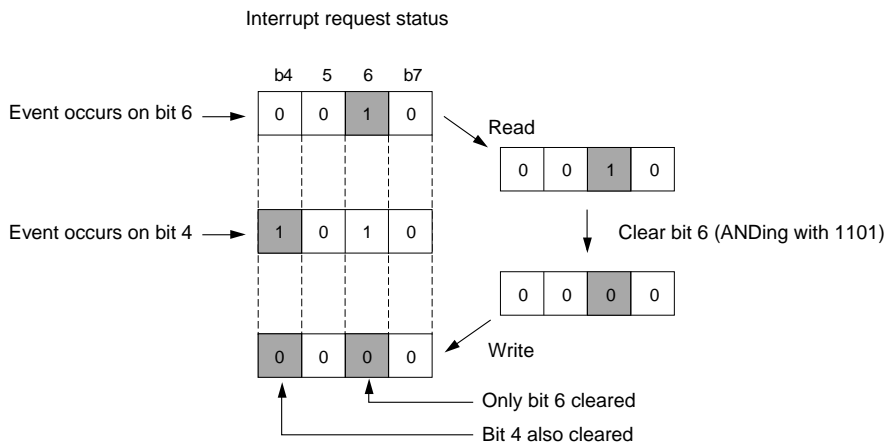 Interrupt request status
b4 5 6 b7
Event occurs on bit 6
0 0 1 0
Read
0 0 1 0
Event occurs on bit 4
1 0 1 0
Clear bit 6 (ANDing with 1101)
0 0 0 0
0 0 0 0
Write
Only bit 6 cleared
Bit 4 also cleared